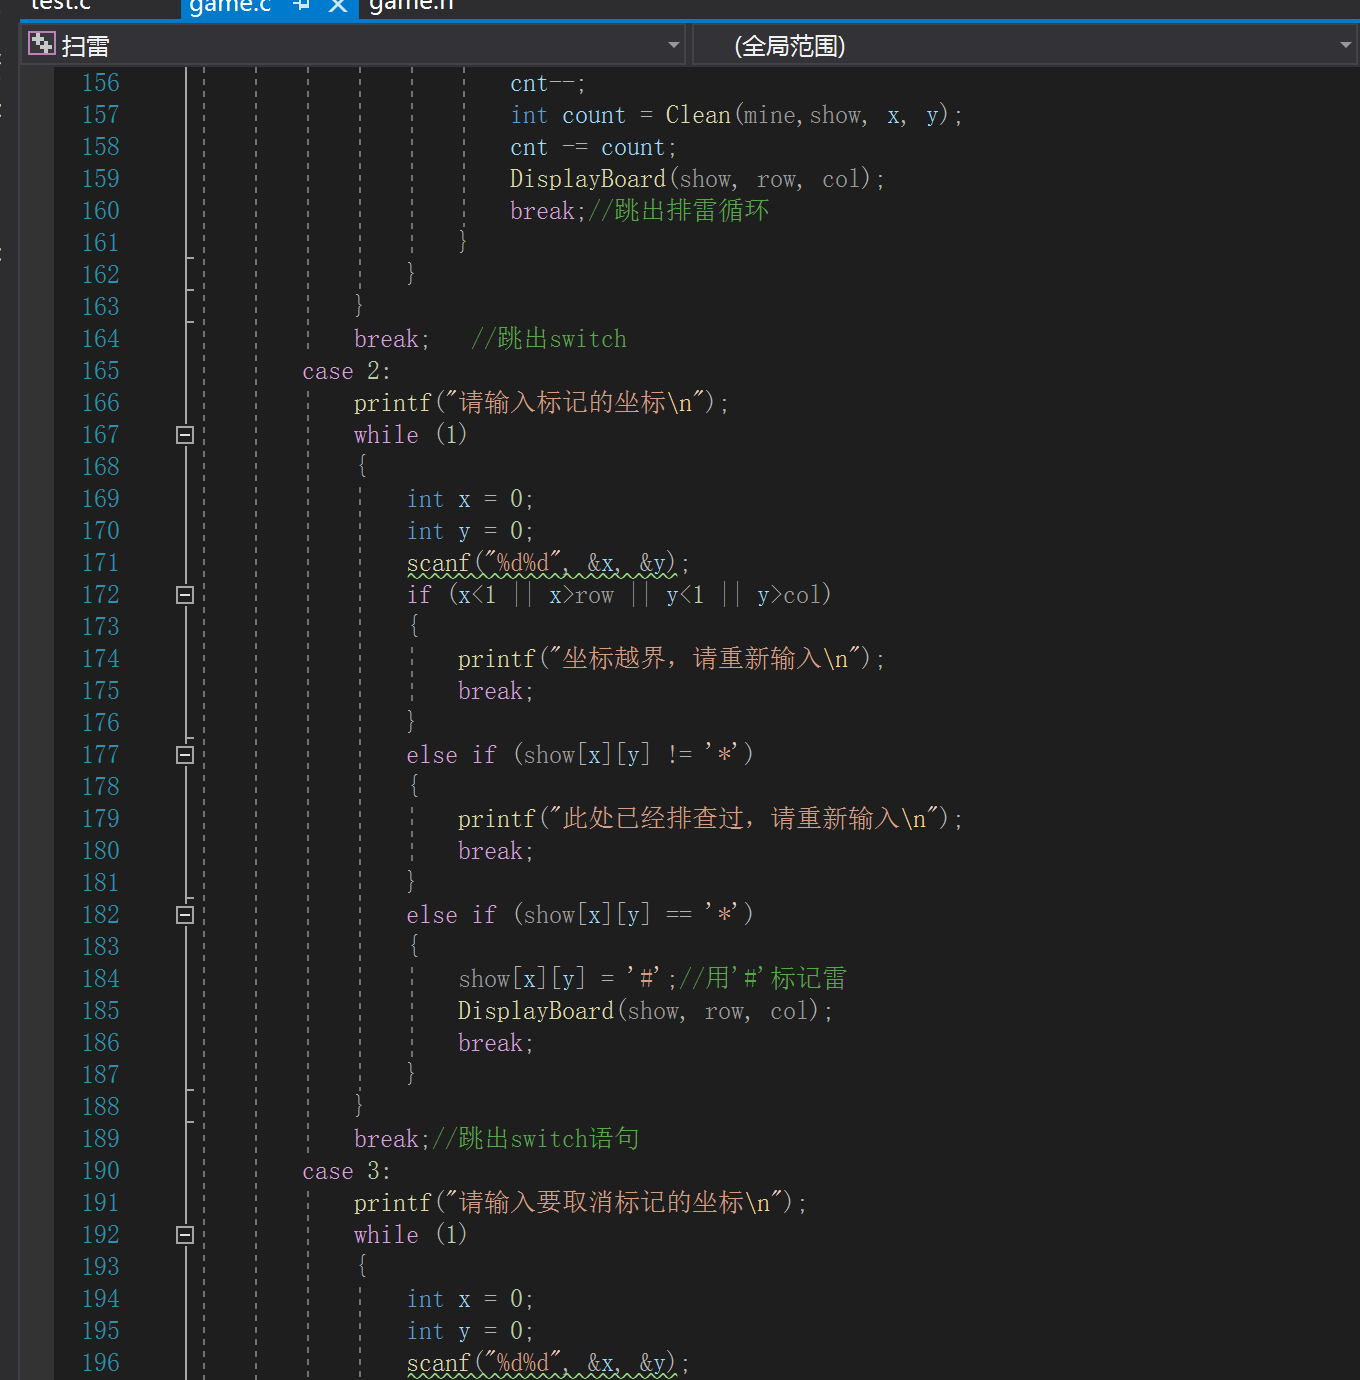 test.c game.c game.h
扫雷 (全局范围)
156 cnt--;
157 int count = Clean(mine,show, x, y);
158 cnt -= count;
159 DisplayBoard(show, row, col);
160 break;//跳出排雷循环
161 }
162 }
163 }
164 break; //跳出switch
165 case 2:
166 printf("请输入标记的坐标\n");
167 while (1)
168 {
169 int x = 0;
170 int y = 0;
171 scanf("%d%d", &x, &y);
172 if (x<1 || x>row || y<1 || y>col)
173 {
174 printf("坐标越界, 请重新输入\n");
175 break;
176 }
177 else if (show[x][y] != '*')
178 {
179 printf("此处已经排查过, 请重新输入\n");
180 break;
181 }
182 else if (show[x][y] == '*')
183 {
184 show[x][y] = '#';//用'#'标记雷
185 DisplayBoard(show, row, col);
186 break;
187 }
188 }
189 break;//跳出switch语句
190 case 3:
191 printf("请输入要取消标记的坐标\n");
192 while (1)
193 {
194 int x = 0;
195 int y = 0;
196 scanf("%d%d", &x, &y);